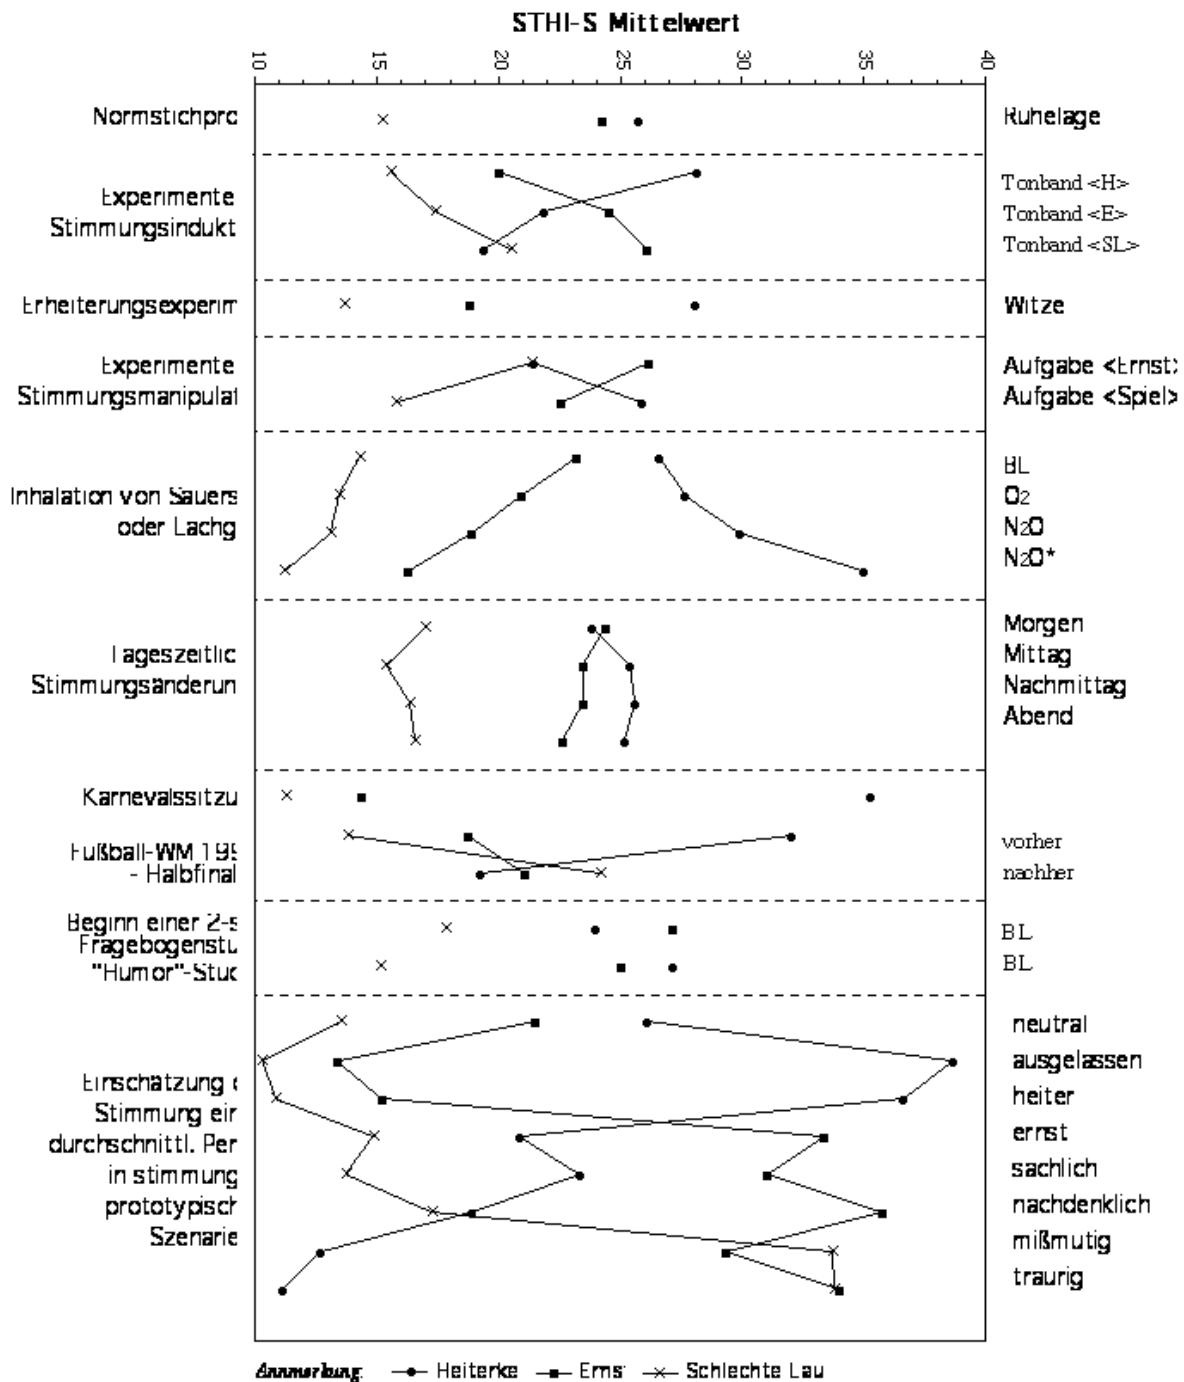 STHI-S Mittelwert
10 15 20 25 30 35 40
Normstichpro
Ruhelage
Experimente
Stimmungsindukt
Tonband <H>
Tonband <E>
Tonband <SL>
Erheiterungsexperim
Witze
Experimente
Stimmungsmanipulat
Aufgabe <Ernst>
Aufgabe <Spiel>
Inhalation von Sauers
oder Lachg
BL
O2
N2O
N2O*
Tageszeitlic
Stimmungsänderun
Morgen
Mittag
Nachmittag
Abend
Karnevalssitzu
Fußball-WM 199
- Halbfinal
vorher
nachher
Beginn einer 2-s
Fragebogenstu
"Humor"-Stud
BL
BL
Einschätzung d
Stimmung ein
durchschnittl. Per
in stimmung
prototypisch
Szenarie
neutral
ausgelassen
heiter
ernst
sachlich
nachdenklich
mißmutig
traurig
Anmerkung: Heiterke Erns Schlechte Lau